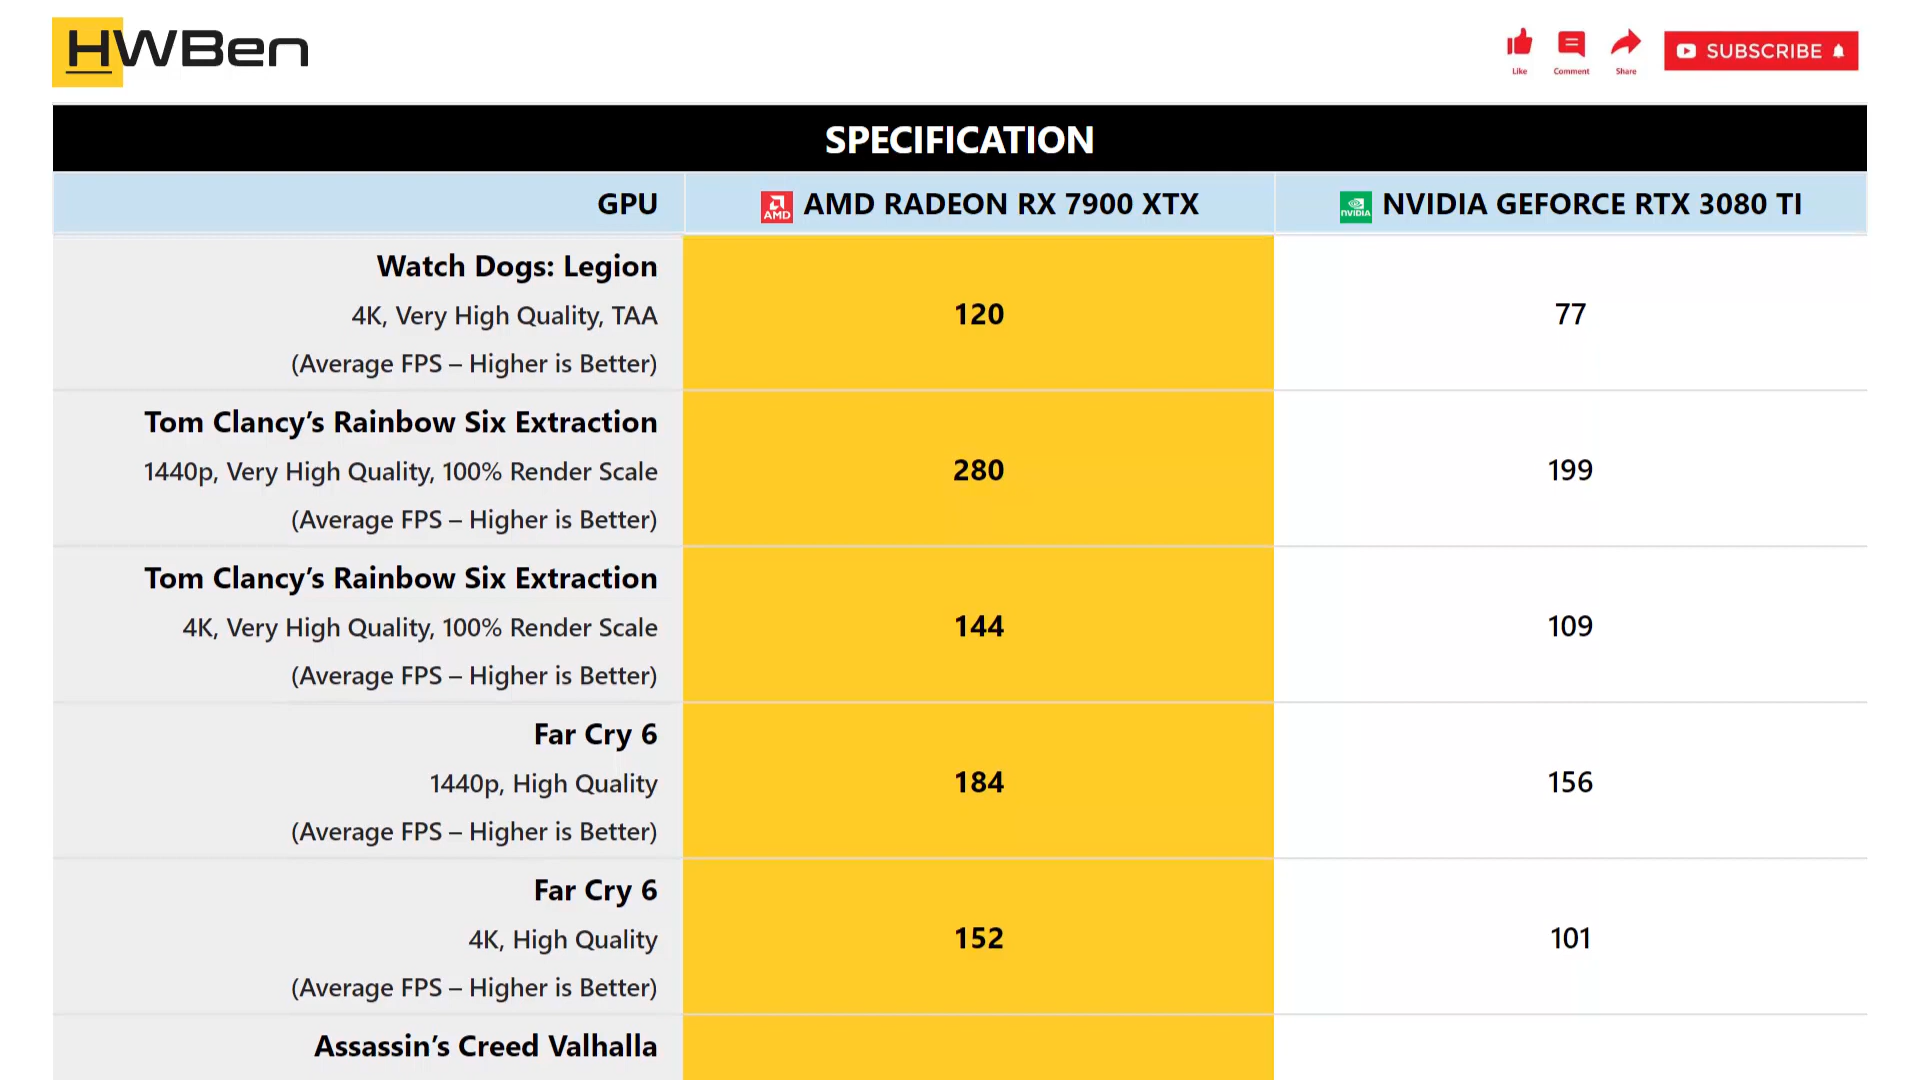 HWBen
Like
Comment
Share
SUBSCRIBE
SPECIFICATION
GPU
AMD
AMD RADEON RX 7900 XTX
NVIDIA
NVIDIA GEFORCE RTX 3080 TI
Watch Dogs: Legion
4K, Very High Quality, TAA
(Average FPS – Higher is Better)
120
77
Tom Clancy’s Rainbow Six Extraction
1440p, Very High Quality, 100% Render Scale
(Average FPS – Higher is Better)
280
199
Tom Clancy’s Rainbow Six Extraction
4K, Very High Quality, 100% Render Scale
(Average FPS – Higher is Better)
144
109
Far Cry 6
1440p, High Quality
(Average FPS – Higher is Better)
184
156
Far Cry 6
4K, High Quality
(Average FPS – Higher is Better)
152
101
Assassin’s Creed Valhalla